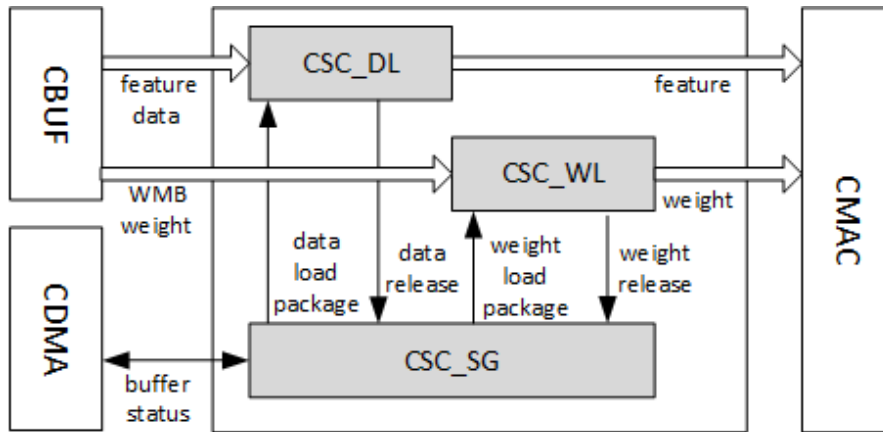 CBUF
CSC_DL
feature
data
feature
CMAC
WMB
weight
CSC_WL
weight
data
load
package
data
release
weight
load
package
weight
release
CDMA
buffer
status
CSC_SG